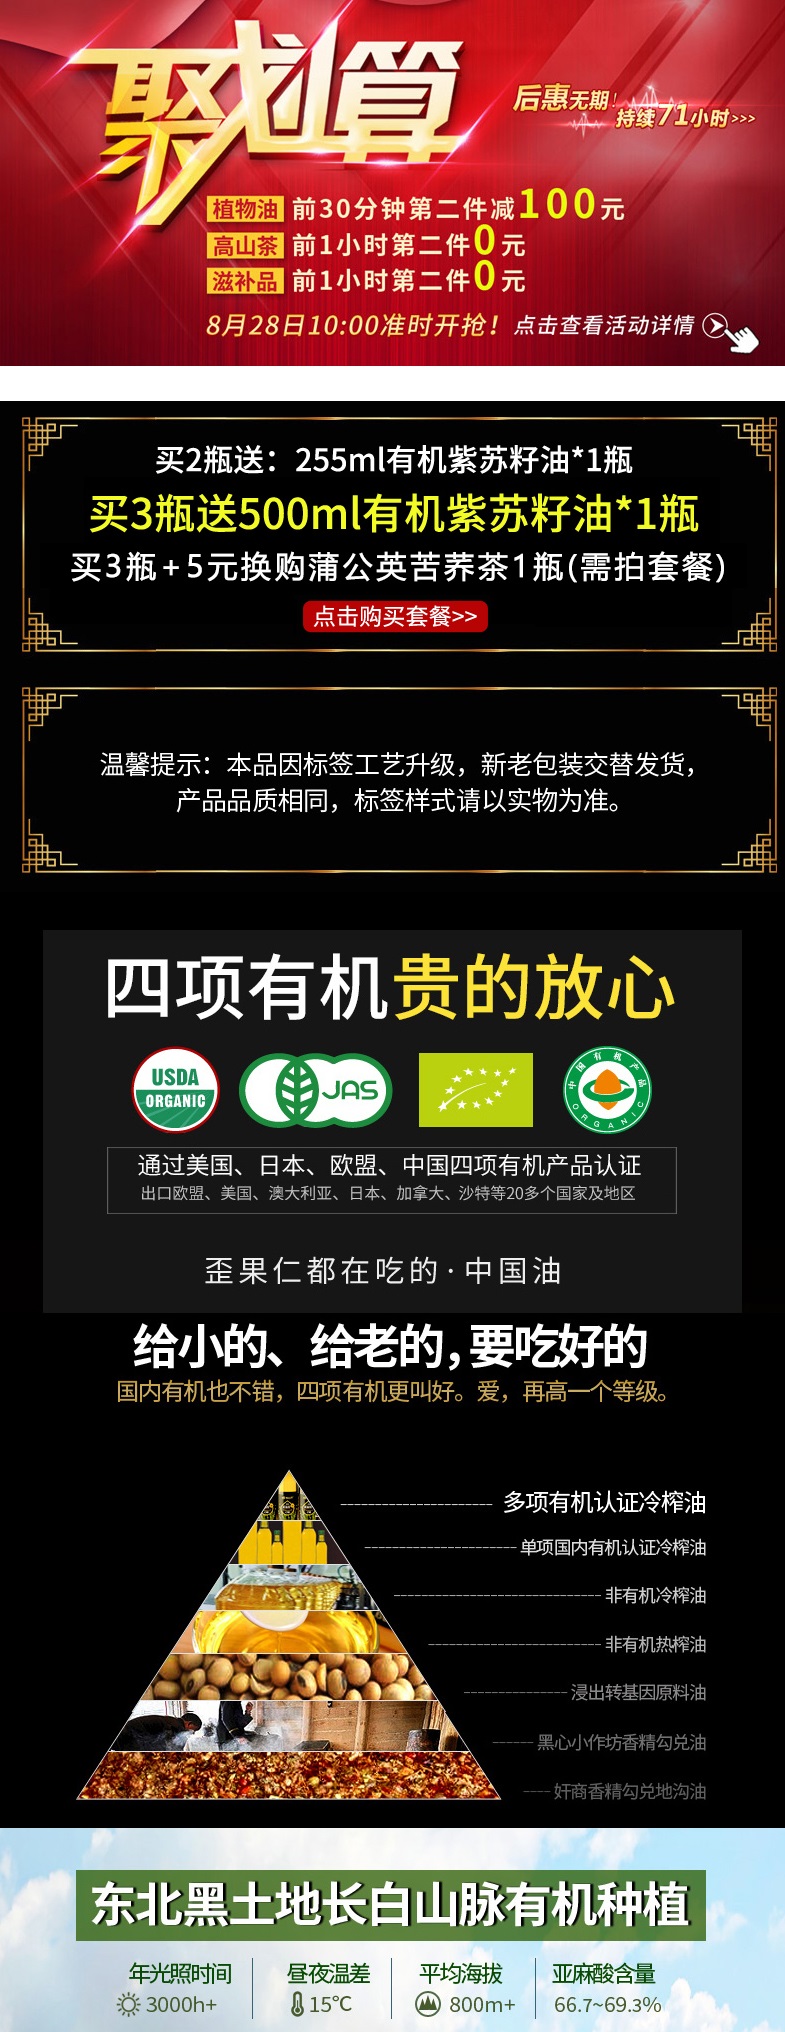 聚划算
后惠无期!
持续71小时>>>
植物油 前30分钟第二件减100元
高山茶 前1小时第二件0元
滋补品 前1小时第二件0元
8月28日10:00准时开抢！点击查看活动详情
买2瓶送：255ml有机紫苏籽油*1瓶
买3瓶送500ml有机紫苏籽油*1瓶
买3瓶+5元换购蒲公英苦荞茶1瓶(需拍套餐)
点击购买套餐>>
温馨提示：本品因标签工艺升级，新老包装交替发货，
产品品质相同，标签样式请以实物为准。
四项有机贵的放心
USDA
ORGANIC
JAS
中国有机产品
ORGANIC
通过美国、日本、欧盟、中国四项有机产品认证
出口欧盟、美国、澳大利亚、日本、加拿大、沙特等20多个国家及地区
歪果仁都在吃的·中国油
给小的、给老的，要吃好的
国内有机也不错，四项有机更叫好。爱，再高一个等级。
多项有机认证冷榨油
单项国内有机认证冷榨油
非有机冷榨油
非有机热榨油
浸出转基因原料油
黑心小作坊香精勾兑油
奸商香精勾兑地沟油
东北黑土地长白山脉有机种植
年光照时间 昼夜温差 平均海拔 亚麻酸含量
3000h+ 15℃ 800m+ 66.7~69.3%